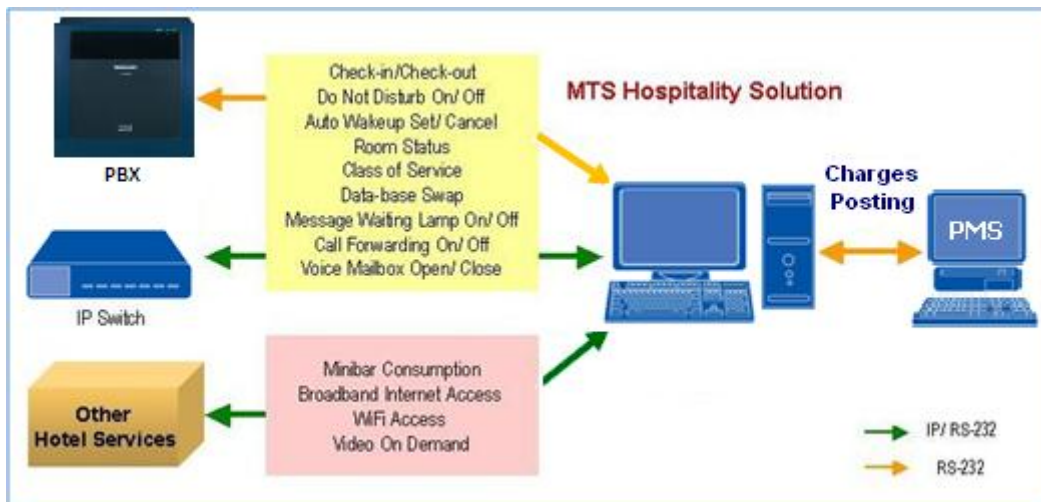 Check-in/Check-out
Do Not Disturb On/ Off
Auto Wakeup Set/ Cancel
Room Status
Class of Service
Data-base Swap
Message Waiting Lamp On/ Off
Call Forwarding On/ Off
Voice Mailbox Open/ Close
MTS Hospitality Solution
PBX
Charges
Posting
PMS
IP Switch
Minibar Consumption
Broadband Internet Access
WiFi Access
Video On Demand
Other
Hotel Services
IP/ RS-232
RS-232